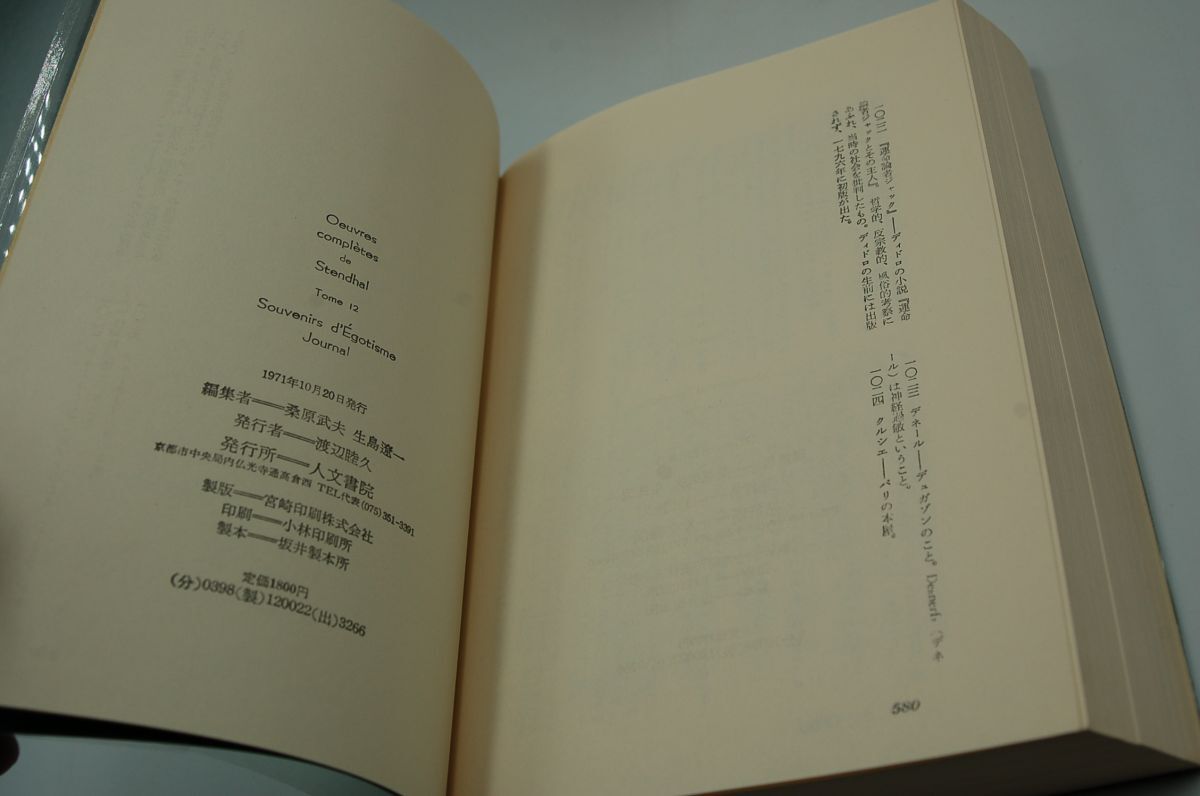 一〇二二 『運命論者ジャック』――ディドロの小説『運命
論者ジャックとその主人』。哲学的、反宗教的、風俗的考察に
あふれ、当時の社会を批判したもの。ディドロの生前には出版
されず、一七九六年に初版が出た。
一〇二三 デネール――デュガゾンのこと。(デネ
ール)は神経過敏ということ。
一〇二四 クルシエ――パリの本屋。
580
Oeuvres
complètes
de
Stendhal
Tome 12
Souvenirs d'Égotisme
Journal
1971年10月20日発行
編集者――桑原武夫 生島遼一
発行者――渡辺睦久
発行所――人文書院
京都市中央局内仏光寺通高倉西 TEL代表(075)351-3391
製版――宮崎印刷株式会社
印刷――小林印刷所
製本――坂井製本所
定価1800円
(分)0398(製)120022(出)3266